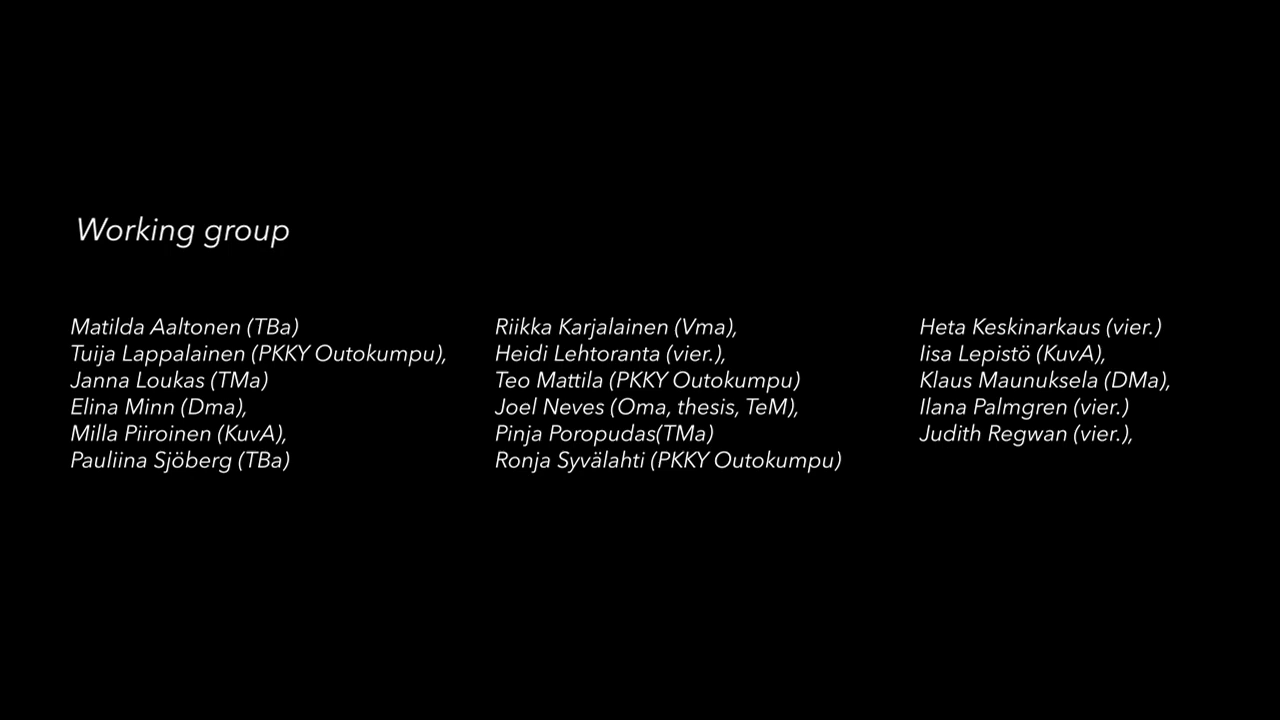 Working group
Matilda Aaltonen (TBa)
Tuija Lappalainen (PKKY Outokumpu),
Janna Loukas (TMa)
Elina Minn (Dma),
Milla Piiroinen (KuvA),
Pauliina Sjöberg (TBa)
Riikka Karjalainen (Vma),
Heidi Lehtoranta (vier.),
Teo Mattila (PKKY Outokumpu)
Joel Neves (Oma, thesis, TeM),
Pinja Poropudas(TMa)
Ronja Syvälahti (PKKY Outokumpu)
Heta Keskinarkaus (vier.)
Iisa Lepistö (KuvA),
Klaus Maunuksela (DMa),
Ilana Palmgren (vier.)
Judith Regwan (vier.),